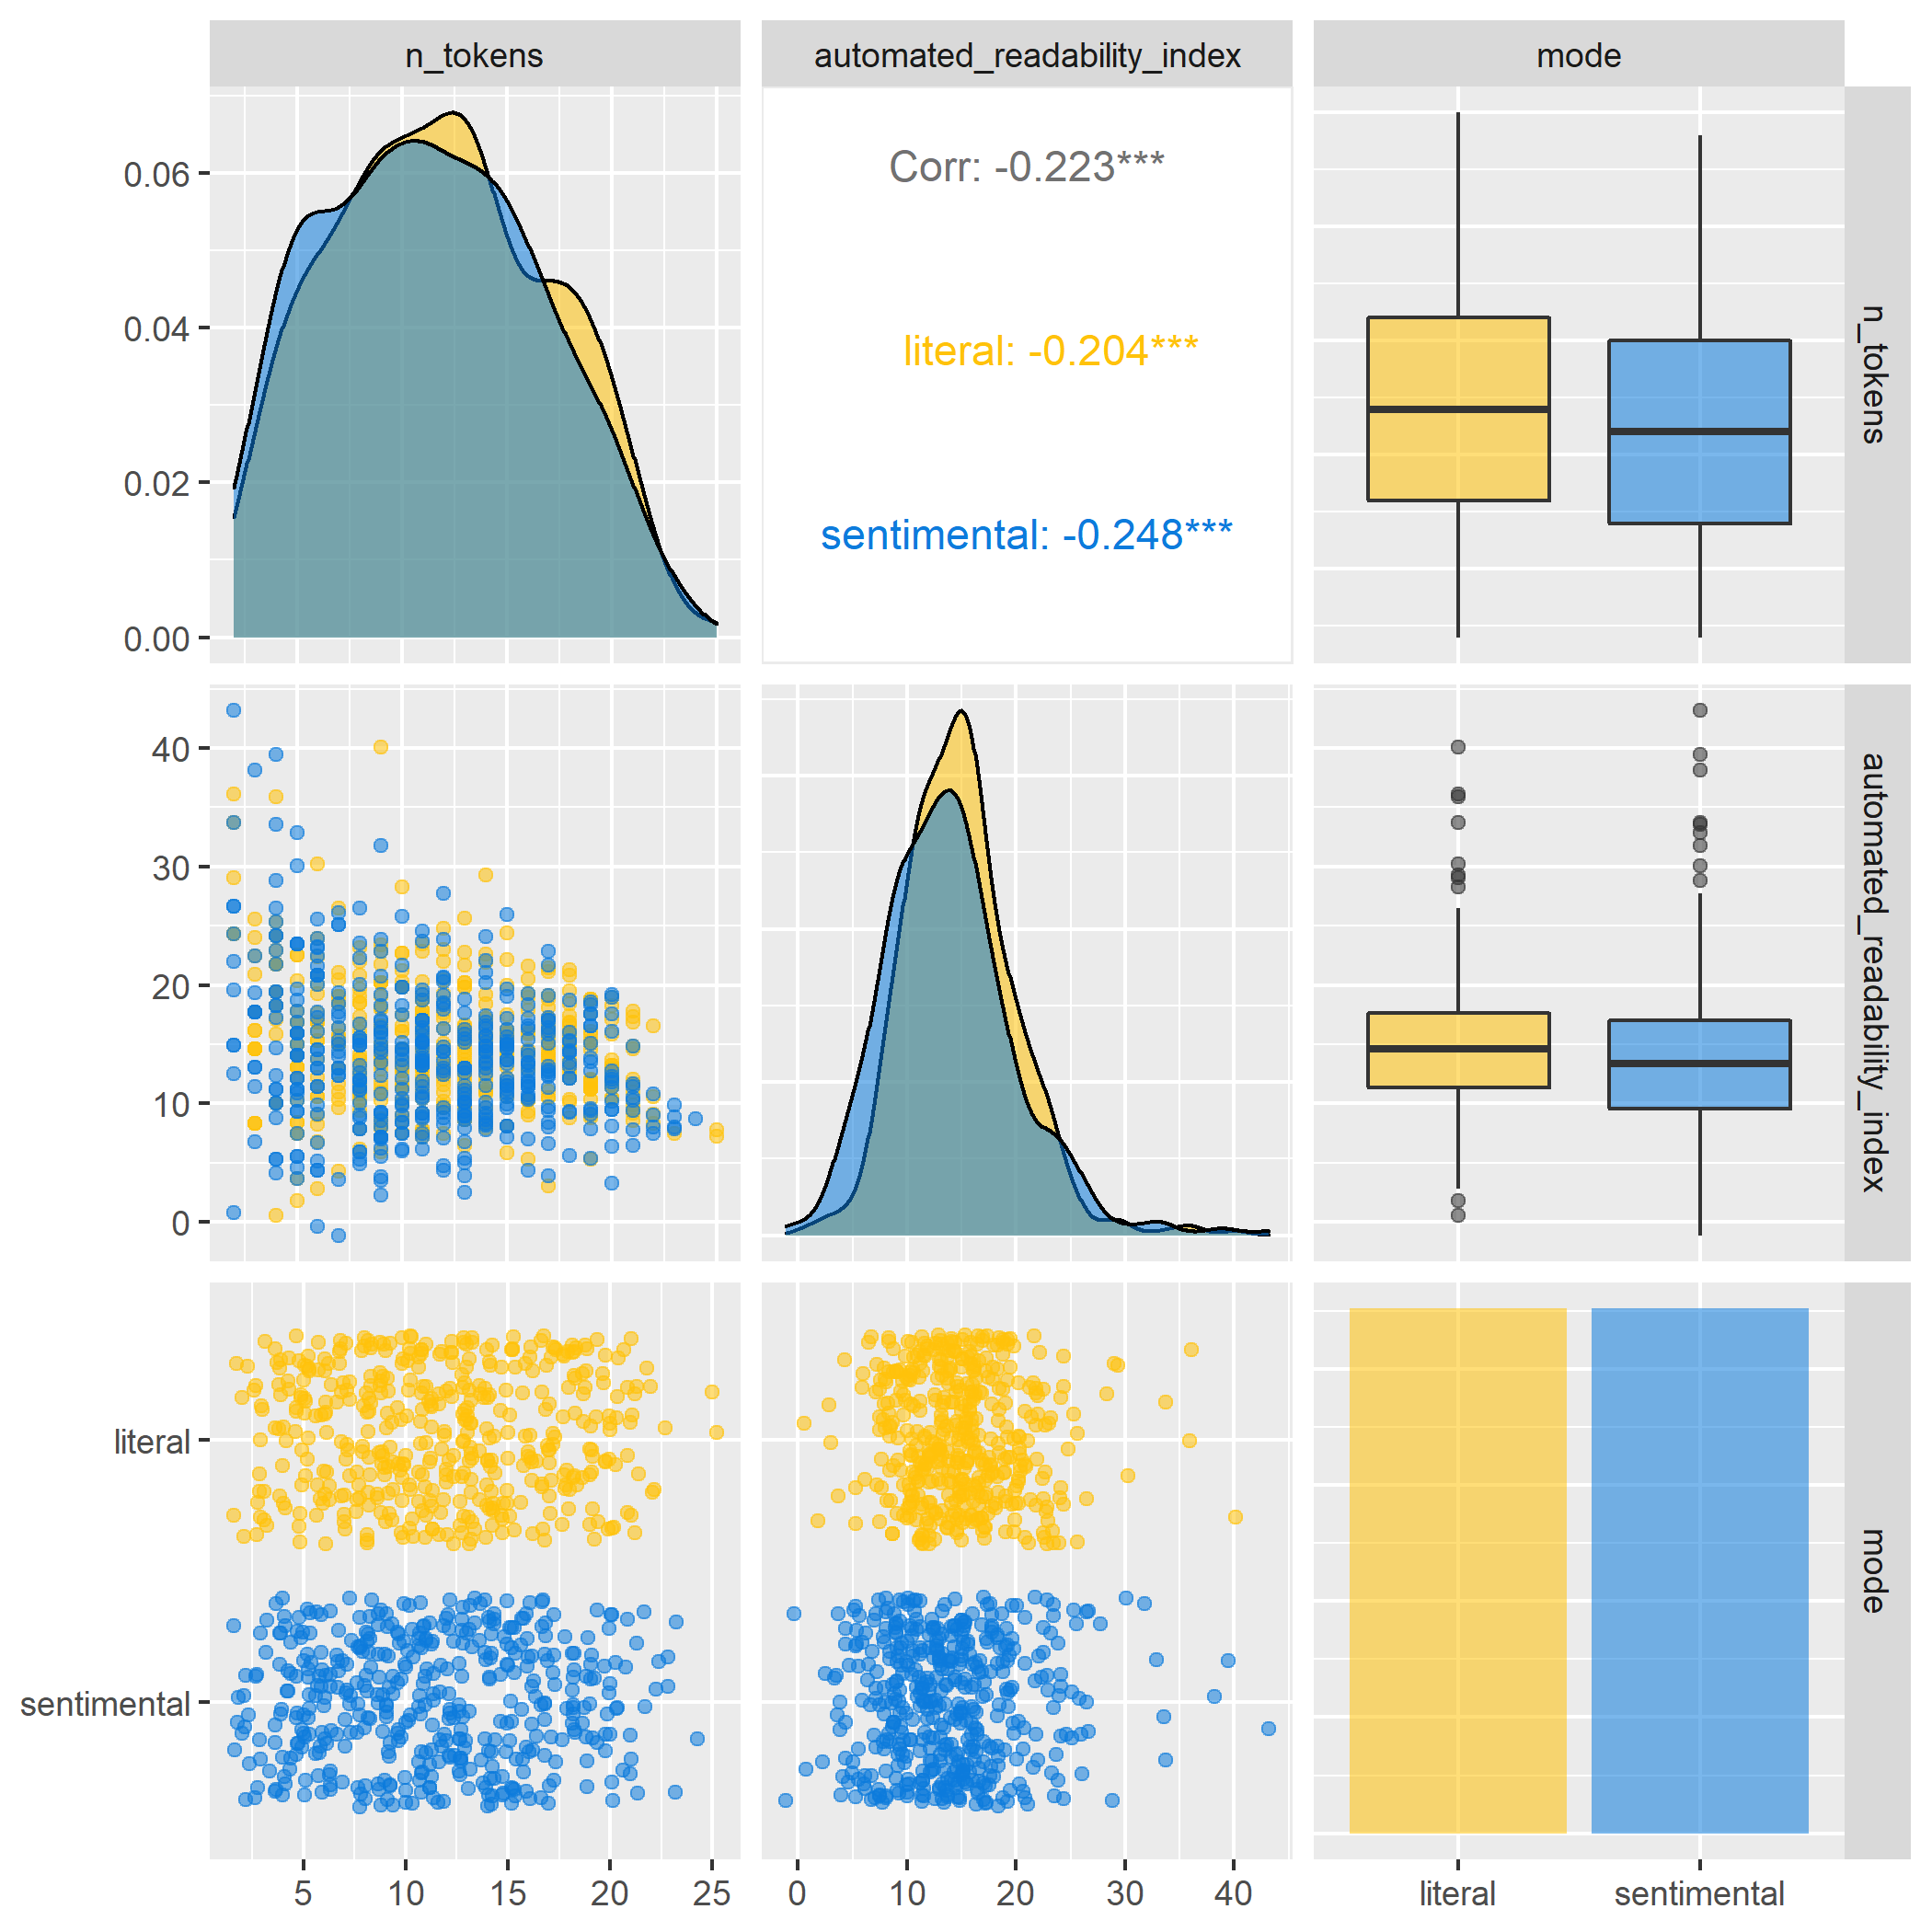 n_tokens automated_readability_index mode
0.06
0.04
0.02
0.00
Corr: -0.223***
literal: -0.204***
sentimental: -0.248***
n_tokens
40
30
20
10
0
automated_readability_index
literal
sentimental
mode
5 10 15 20 25
0 10 20 30 40
literal sentimental